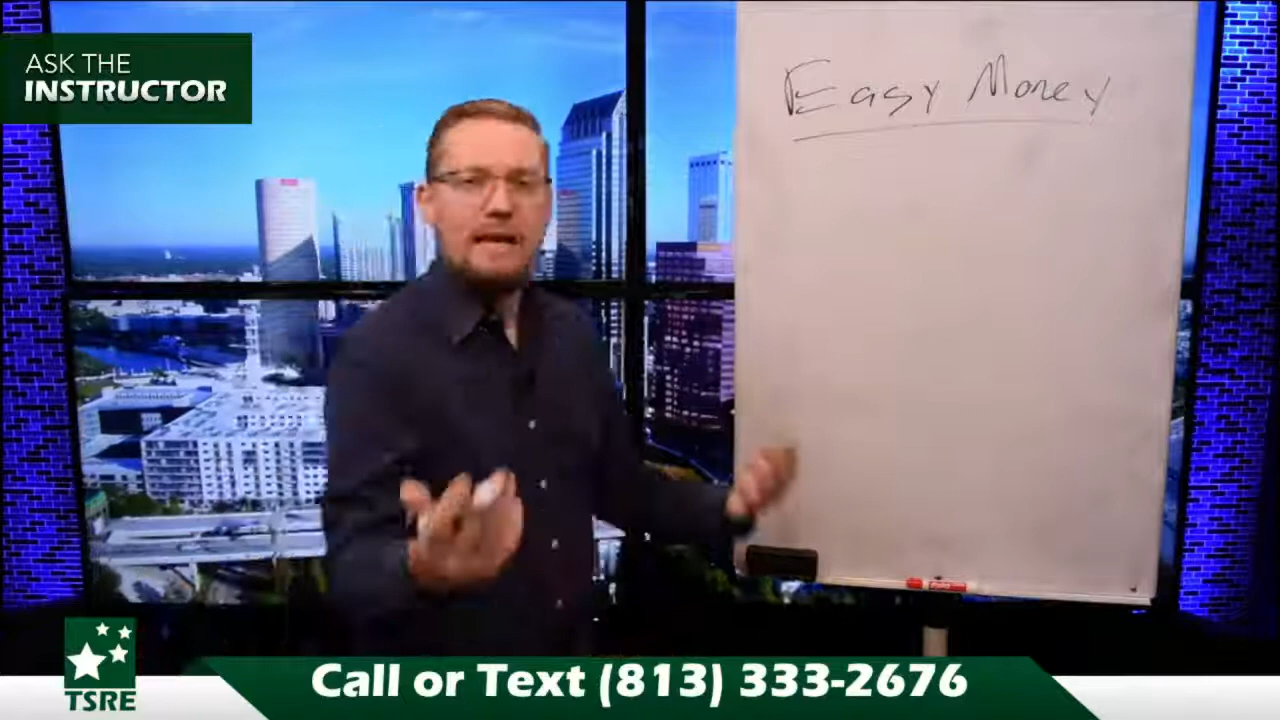 ASK THE
INSTRUCTOR
Easy Money
TSRE
Call or Text (813) 333-2676